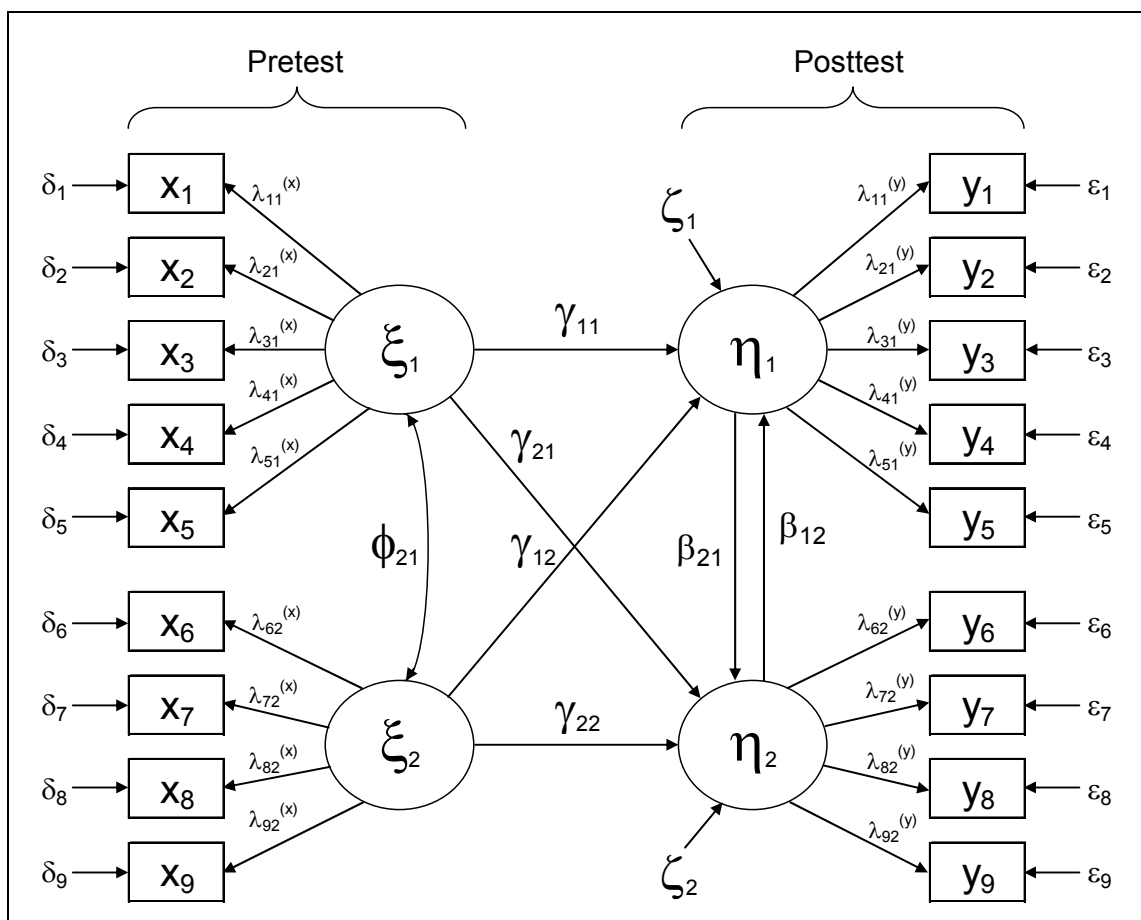 Pretest Posttest
δ1 x1 λ11(x) λ11(y) y1 ε1
ζ1
δ2 x2 λ21(x) λ21(y) y2 ε2
δ3 x3 λ31(x) ξ1 γ11 η1 λ31(y) y3 ε3
δ4 x4 λ41(x) λ41(y) y4 ε4
γ21
δ5 x5 λ51(x) λ51(y) y5 ε5
ϕ21 γ12 β21 β12
δ6 x6 λ62(x) λ62(y) y6 ε6
δ7 x7 λ72(x) λ72(y) y7 ε7
ξ2 γ22 η2
δ8 x8 λ82(x) λ82(y) y8 ε8
δ9 x9 λ92(x) λ92(y) y9 ε9
ζ2